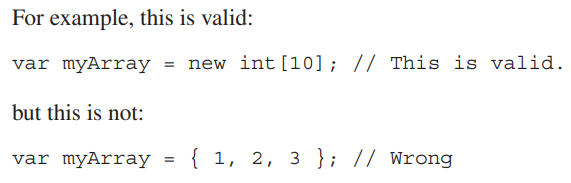 For example, this is valid:
var myArray = new int[10]; // This is valid.
but this is not:
var myArray = { 1, 2, 3 }; // Wrong